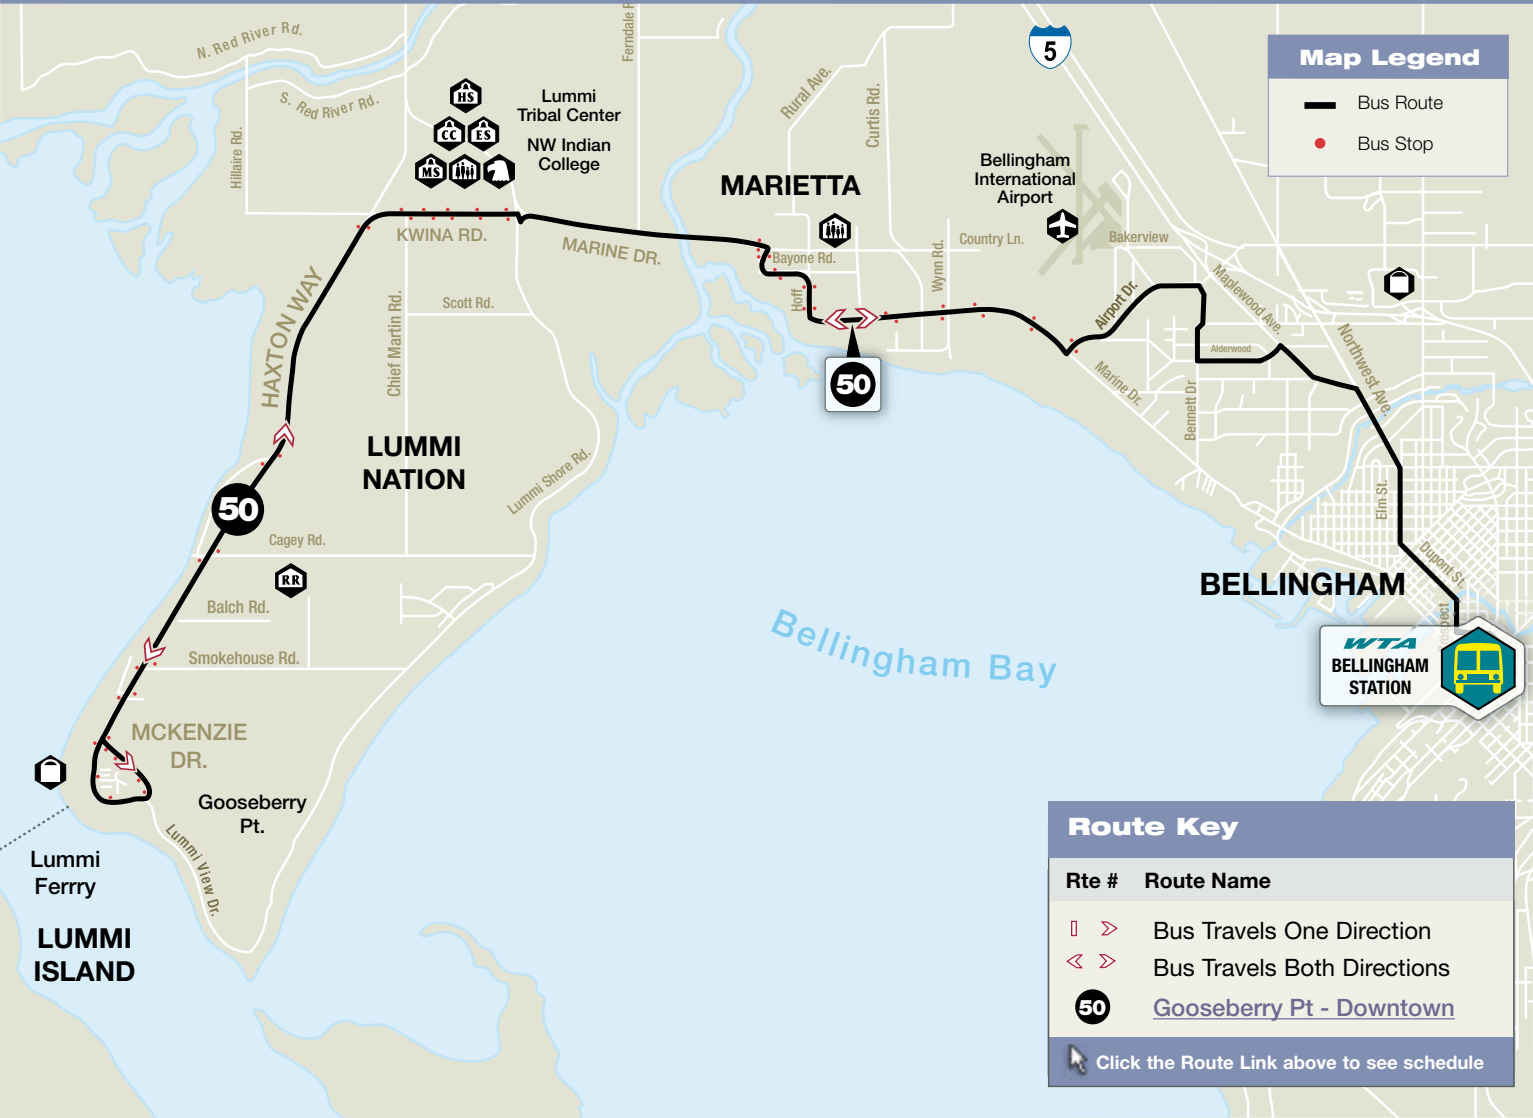 N. Red River Rd.
S. Red River Rd.
Hillaire Rd.
HS
CC
ES
MS
Lummi
Tribal Center
NW Indian
College
Rural Ave.
Curtis Rd.
5
Map Legend
Bus Route
Bus Stop
MARIETTA
Bellingham
International
Airport
KWINA RD.
MARINE DR.
Bayone Rd.
Hoff
Wynn Rd.
Country Ln.
Bakerview
Airport Dr.
Maplewood Ave.
Northwest Ave.
Alderwood
Marine Dr.
Bennett Dr
HAXTON WAY
Scott Rd.
Chief Martin Rd.
50
LUMMI
NATION
Lummi Shore Rd.
50
Cagey Rd.
RR
Balch Rd.
Smokehouse Rd.
Elm St.
Dupont St.
BELLINGHAM
WTA
BELLINGHAM
STATION
Bellingham Bay
MCKENZIE
DR.
Gooseberry
Pt.
Lummi View Dr.
Lummi
Ferrry
LUMMI
ISLAND
Route Key
Rte # Route Name
Bus Travels One Direction
Bus Travels Both Directions
50 Gooseberry Pt - Downtown
Click the Route Link above to see schedule